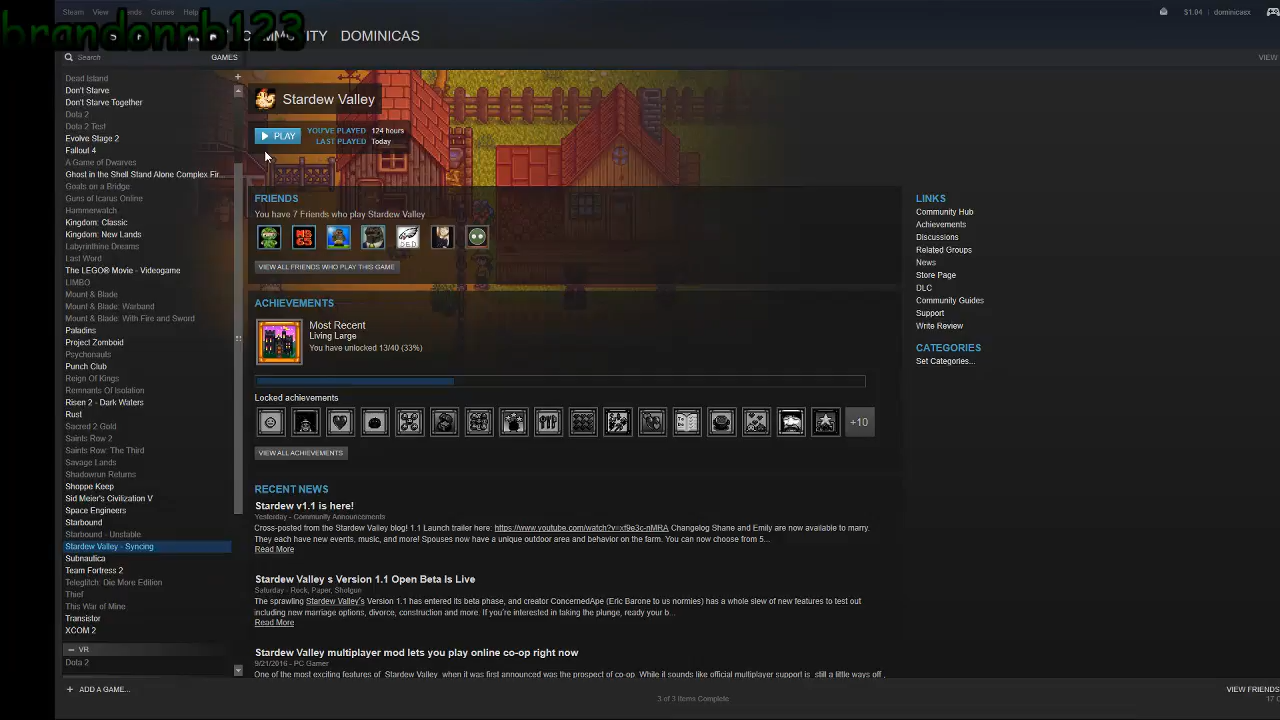 Steam View Friends Games Help
$1.04 dominicasx
brandonrb123
COMMUNITY DOMINICAS
Search GAMES
VIEW
Dead Island
Don't Starve
Don't Starve Together
Dota 2
Dota 2 Test
Evolve Stage 2
Fallout 4
A Game of Dwarves
Ghost in the Shell Stand Alone Complex Fir...
Goats on a Bridge
Guns of Icarus Online
Hammerwatch
Kingdom: Classic
Kingdom: New Lands
Labyrinthine Dreams
Last Word
The LEGO® Movie - Videogame
LIMBO
Mount & Blade
Mount & Blade: Warband
Mount & Blade: With Fire and Sword
Paladins
Project Zomboid
Psychonauts
Punch Club
Reign Of Kings
Remnants Of Isolation
Risen 2 - Dark Waters
Rust
Sacred 2 Gold
Saints Row 2
Saints Row: The Third
Savage Lands
Shadowrun Returns
Shoppe Keep
Sid Meier's Civilization V
Space Engineers
Starbound
Starbound - Unstable
Stardew Valley - Syncing
Subnautica
Team Fortress 2
Teleglitch: Die More Edition
Thief
This War of Mine
Transistor
XCOM 2
VR
Dota 2
+ ADD A GAME...
Stardew Valley
PLAY
YOU'VE PLAYED 124 hours
LAST PLAYED Today
FRIENDS
You have 7 Friends who play Stardew Valley
VIEW ALL FRIENDS WHO PLAY THIS GAME
ACHIEVEMENTS
Most Recent
Living Large
You have unlocked 13/40 (33%)
Locked achievements
+10
VIEW ALL ACHIEVEMENTS
RECENT NEWS
Stardew v1.1 is here!
Yesterday - Community Announcements
Cross-posted from the Stardew Valley blog! 1.1 Launch trailer here: https://www.youtube.com/watch?v=xf9e3c-nMRA Changelog Shane and Emily are now available to marry.
They each have new events, music, and more! Spouses now have a unique outdoor area and behavior on the farm. You can now choose from 5...
Read More
Stardew Valley s Version 1.1 Open Beta Is Live
Saturday - Rock, Paper, Shotgun
The sprawling Stardew Valley's Version 1.1 has entered its beta phase, and creator ConcernedApe (Eric Barone to us normies) has a whole slew of new features to test out
including new marriage options, divorce, construction and more. If you're interested in taking the plunge, ready your b...
Read More
Stardew Valley multiplayer mod lets you play online co-op right now
9/21/2016 - PC Gamer
One of the most exciting features of Stardew Valley when it was first announced was the prospect of co-op. While it sounds like official multiplayer support is still a little ways off ,
LINKS
Community Hub
Achievements
Discussions
Related Groups
News
Store Page
DLC
Community Guides
Support
Write Review
CATEGORIES
Set Categories...
3 of 3 Items Complete
VIEW FRIENDS